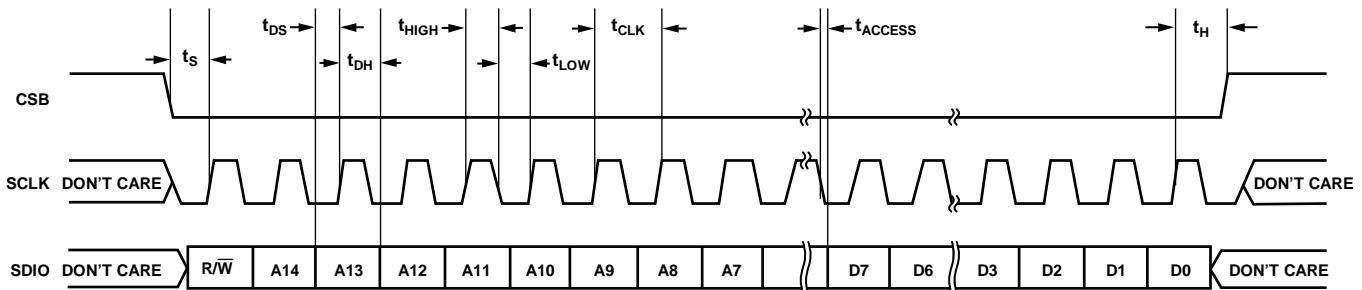 tDS tHIGH tCLK tACCESS tH
tS tDH tLOW
CSB
SCLK DON'T CARE DON'T CARE
SDIO DON'T CARE R/W̅ A14 A13 A12 A11 A10 A9 A8 A7 D7 D6 D3 D2 D1 D0 DON'T CARE